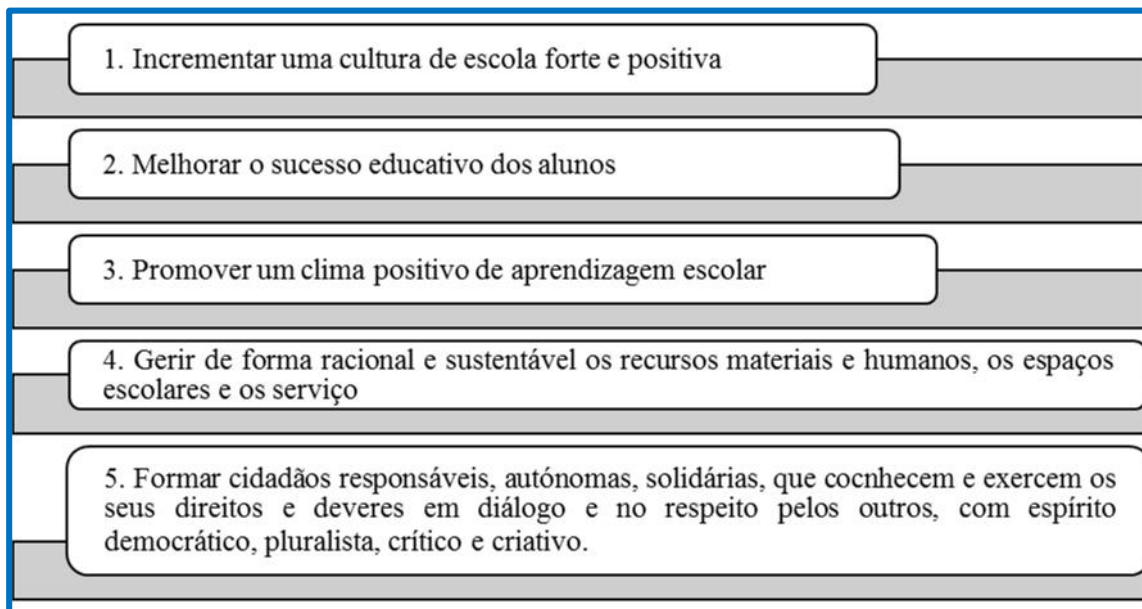 1. Incrementar uma cultura de escola forte e positiva
2. Melhorar o sucesso educativo dos alunos
3. Promover um clima positivo de aprendizagem escolar
4. Gerir de forma racional e sustentável os recursos materiais e humanos, os espaços
escolares e os serviço
5. Formar cidadãos responsáveis, autónomas, solidárias, que cocnhecem e exercem os
seus direitos e deveres em diálogo e no respeito pelos outros, com espírito
democrático, pluralista, crítico e criativo.